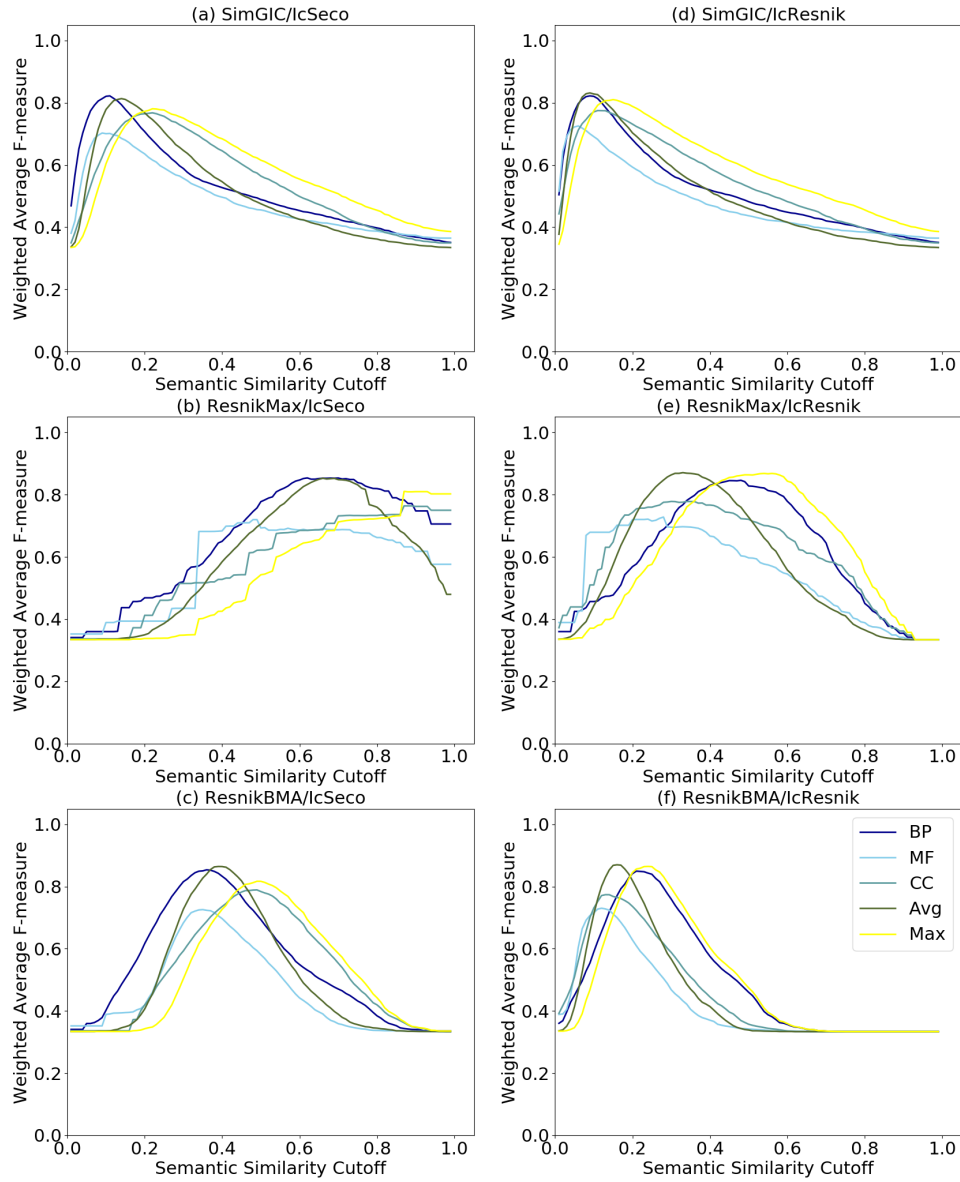 (a) SimGIC/IcSeco
Weighted Average F-measure
1.0
0.8
0.6
0.4
0.2
0.0
0.0 0.2 0.4 0.6 0.8 1.0
Semantic Similarity Cutoff
(d) SimGIC/IcResnik
Weighted Average F-measure
1.0
0.8
0.6
0.4
0.2
0.0
0.0 0.2 0.4 0.6 0.8 1.0
Semantic Similarity Cutoff
(b) ResnikMax/IcSeco
Weighted Average F-measure
1.0
0.8
0.6
0.4
0.2
0.0
0.0 0.2 0.4 0.6 0.8 1.0
Semantic Similarity Cutoff
(e) ResnikMax/IcResnik
Weighted Average F-measure
1.0
0.8
0.6
0.4
0.2
0.0
0.0 0.2 0.4 0.6 0.8 1.0
Semantic Similarity Cutoff
(c) ResnikBMA/IcSeco
Weighted Average F-measure
1.0
0.8
0.6
0.4
0.2
0.0
0.0 0.2 0.4 0.6 0.8 1.0
Semantic Similarity Cutoff
(f) ResnikBMA/IcResnik
Weighted Average F-measure
1.0
0.8
0.6
0.4
0.2
0.0
0.0 0.2 0.4 0.6 0.8 1.0
Semantic Similarity Cutoff
BP
MF
CC
Avg
Max